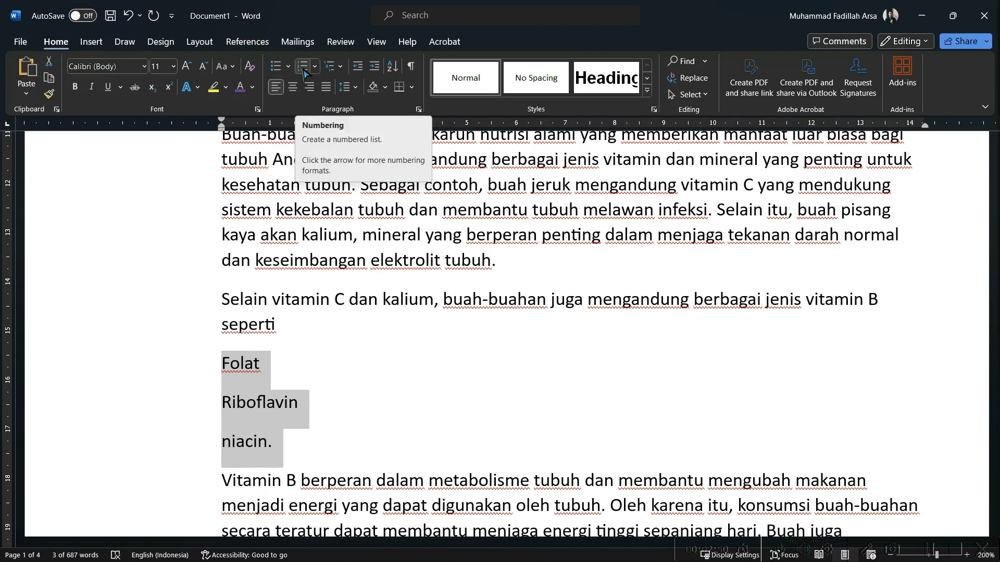 AutoSave Off Document1 - Word Search Muhammad Fadillah Arsa
File Home Insert Draw Design Layout References Mailings Review View Help Acrobat Comments Editing Share
Paste
Clipboard
Calibri (Body) 11
Font
Paragraph
Normal
No Spacing
Heading
Styles
Find
Replace
Select
Editing
Create PDF
and share link
Create PDF and
share via Outlook
Request
Signatures
Adobe Acrobat
Add-ins
Add-ins
1 5 6 7 8 9 10 11 12 13 14
Numbering
Create a numbered list.
Click the arrow for more numbering
formats.
karun nutrisi alami yang memberikan manfaat luar biasa bagi
tubuh andung berbagai jenis vitamin dan mineral yang penting untuk
kesehatan tubuh. Sebagai contoh, buah jeruk mengandung vitamin C yang mendukung
sistem kekebalan tubuh dan membantu tubuh melawan infeksi. Selain itu, buah pisang
kaya akan kalium, mineral yang berperan penting dalam menjaga tekanan darah normal
dan keseimbangan elektrolit tubuh.
Selain vitamin C dan kalium, buah-buahan juga mengandung berbagai jenis vitamin B
seperti
Folat
Riboflavin
niacin.
Vitamin B berperan dalam metabolisme tubuh dan membantu mengubah makanan
menjadi energi yang dapat digunakan oleh tubuh. Oleh karena itu, konsumsi buah-buahan
secara teratur dapat membantu menjaga energi tinggi sepanjang hari. Buah juga
11
12
13
14
15
16
17
18
19
Page 1 of 4 3 of 687 words English (Indonesia) Accessibility: Good to go Display Settings Focus 200%